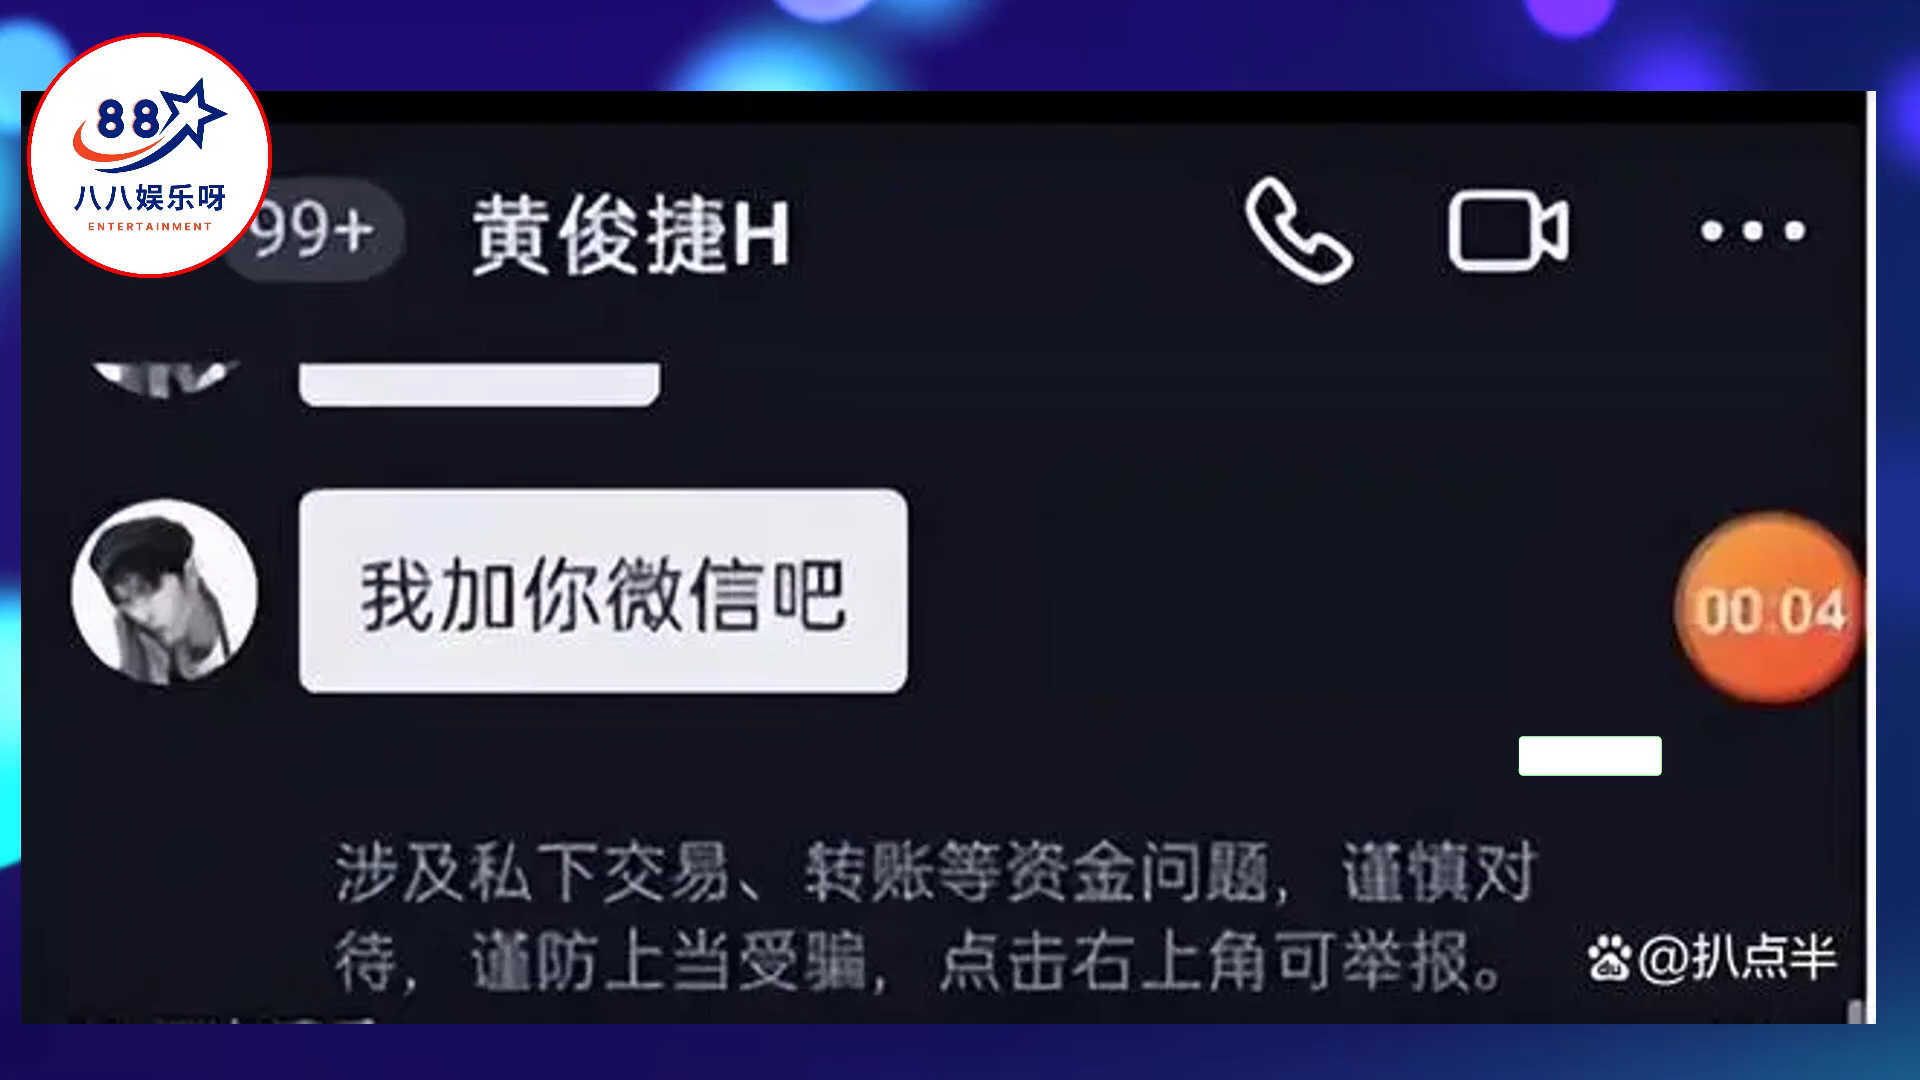 88
八八娱乐呀
ENTERTAINMENT
99+
黄俊捷H
我加你微信吧
00:04
涉及私下交易、转账等资金问题，谨慎对
待，谨防上当受骗，点击右上角可举报。
du @扒点半